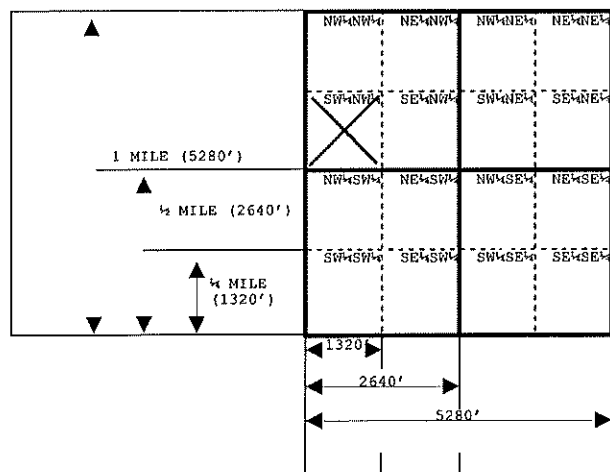 NW¼NW¼ NE¼NW¼ NW¼NE¼ NE¼NE¼
SW¼NW¼ SE¼NW¼ SW¼NE¼ SE¼NE¼
1 MILE (5280')
NW¼SW¼ NE¼SW¼ NW¼SE¼ NE¼SE¼
½ MILE (2640')
SW¼SW¼ SE¼SW¼ SW¼SE¼ SE¼SE¼
¼ MILE
(1320')
1320'
2640'
5280'